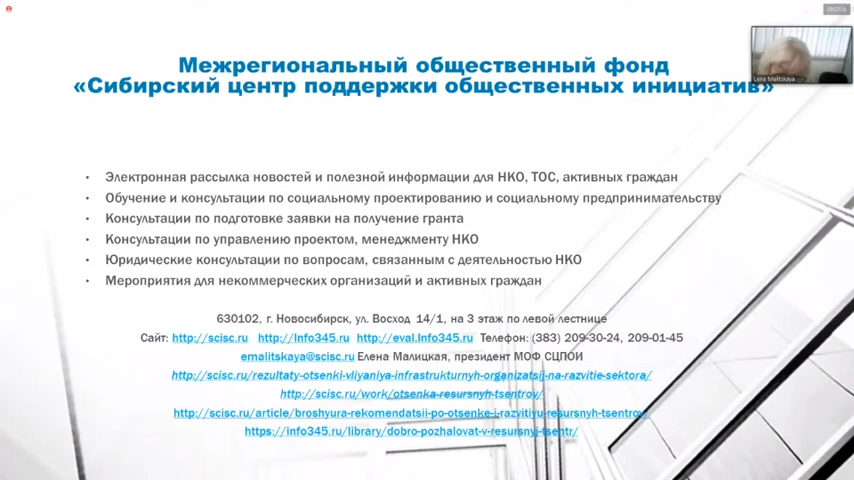 Межрегиональный общественный фонд
«Сибирский центр поддержки общественных инициатив»
Lena Malitskaya
• Электронная рассылка новостей и полезной информации для НКО, ТОС, активных граждан
• Обучение и консультации по социальному проектированию и социальному предпринимательству
• Консультации по подготовке заявки на получение гранта
• Консультации по управлению проектом, менеджменту НКО
• Юридические консультации по вопросам, связанным с деятельностью НКО
• Мероприятия для некоммерческих организаций и активных граждан
630102, г. Новосибирск, ул. Восход 14/1, на 3 этаж по левой лестнице
Сайт: http://scisc.ru http://Info345.ru http://eval.Info345.ru Телефон: (383) 209-30-24, 209-01-45
emalitskaya@scisc.ru Елена Малицкая, президент МОФ СЦПОИ
http://scisc.ru/rezultaty-otsenki-vliyaniya-infrastrukturnyh-organizatsij-na-razvitie-sektora/
http://scisc.ru/work/otsenka-resursnyh-tsentrov/
http://scisc.ru/article/broshyura-rekomendatsii-po-otsenke-i-razvitiyu-resursnyh-tsentrov/
https://info345.ru/library/dobro-pozhalovat-v-resursnyj-tsentr/